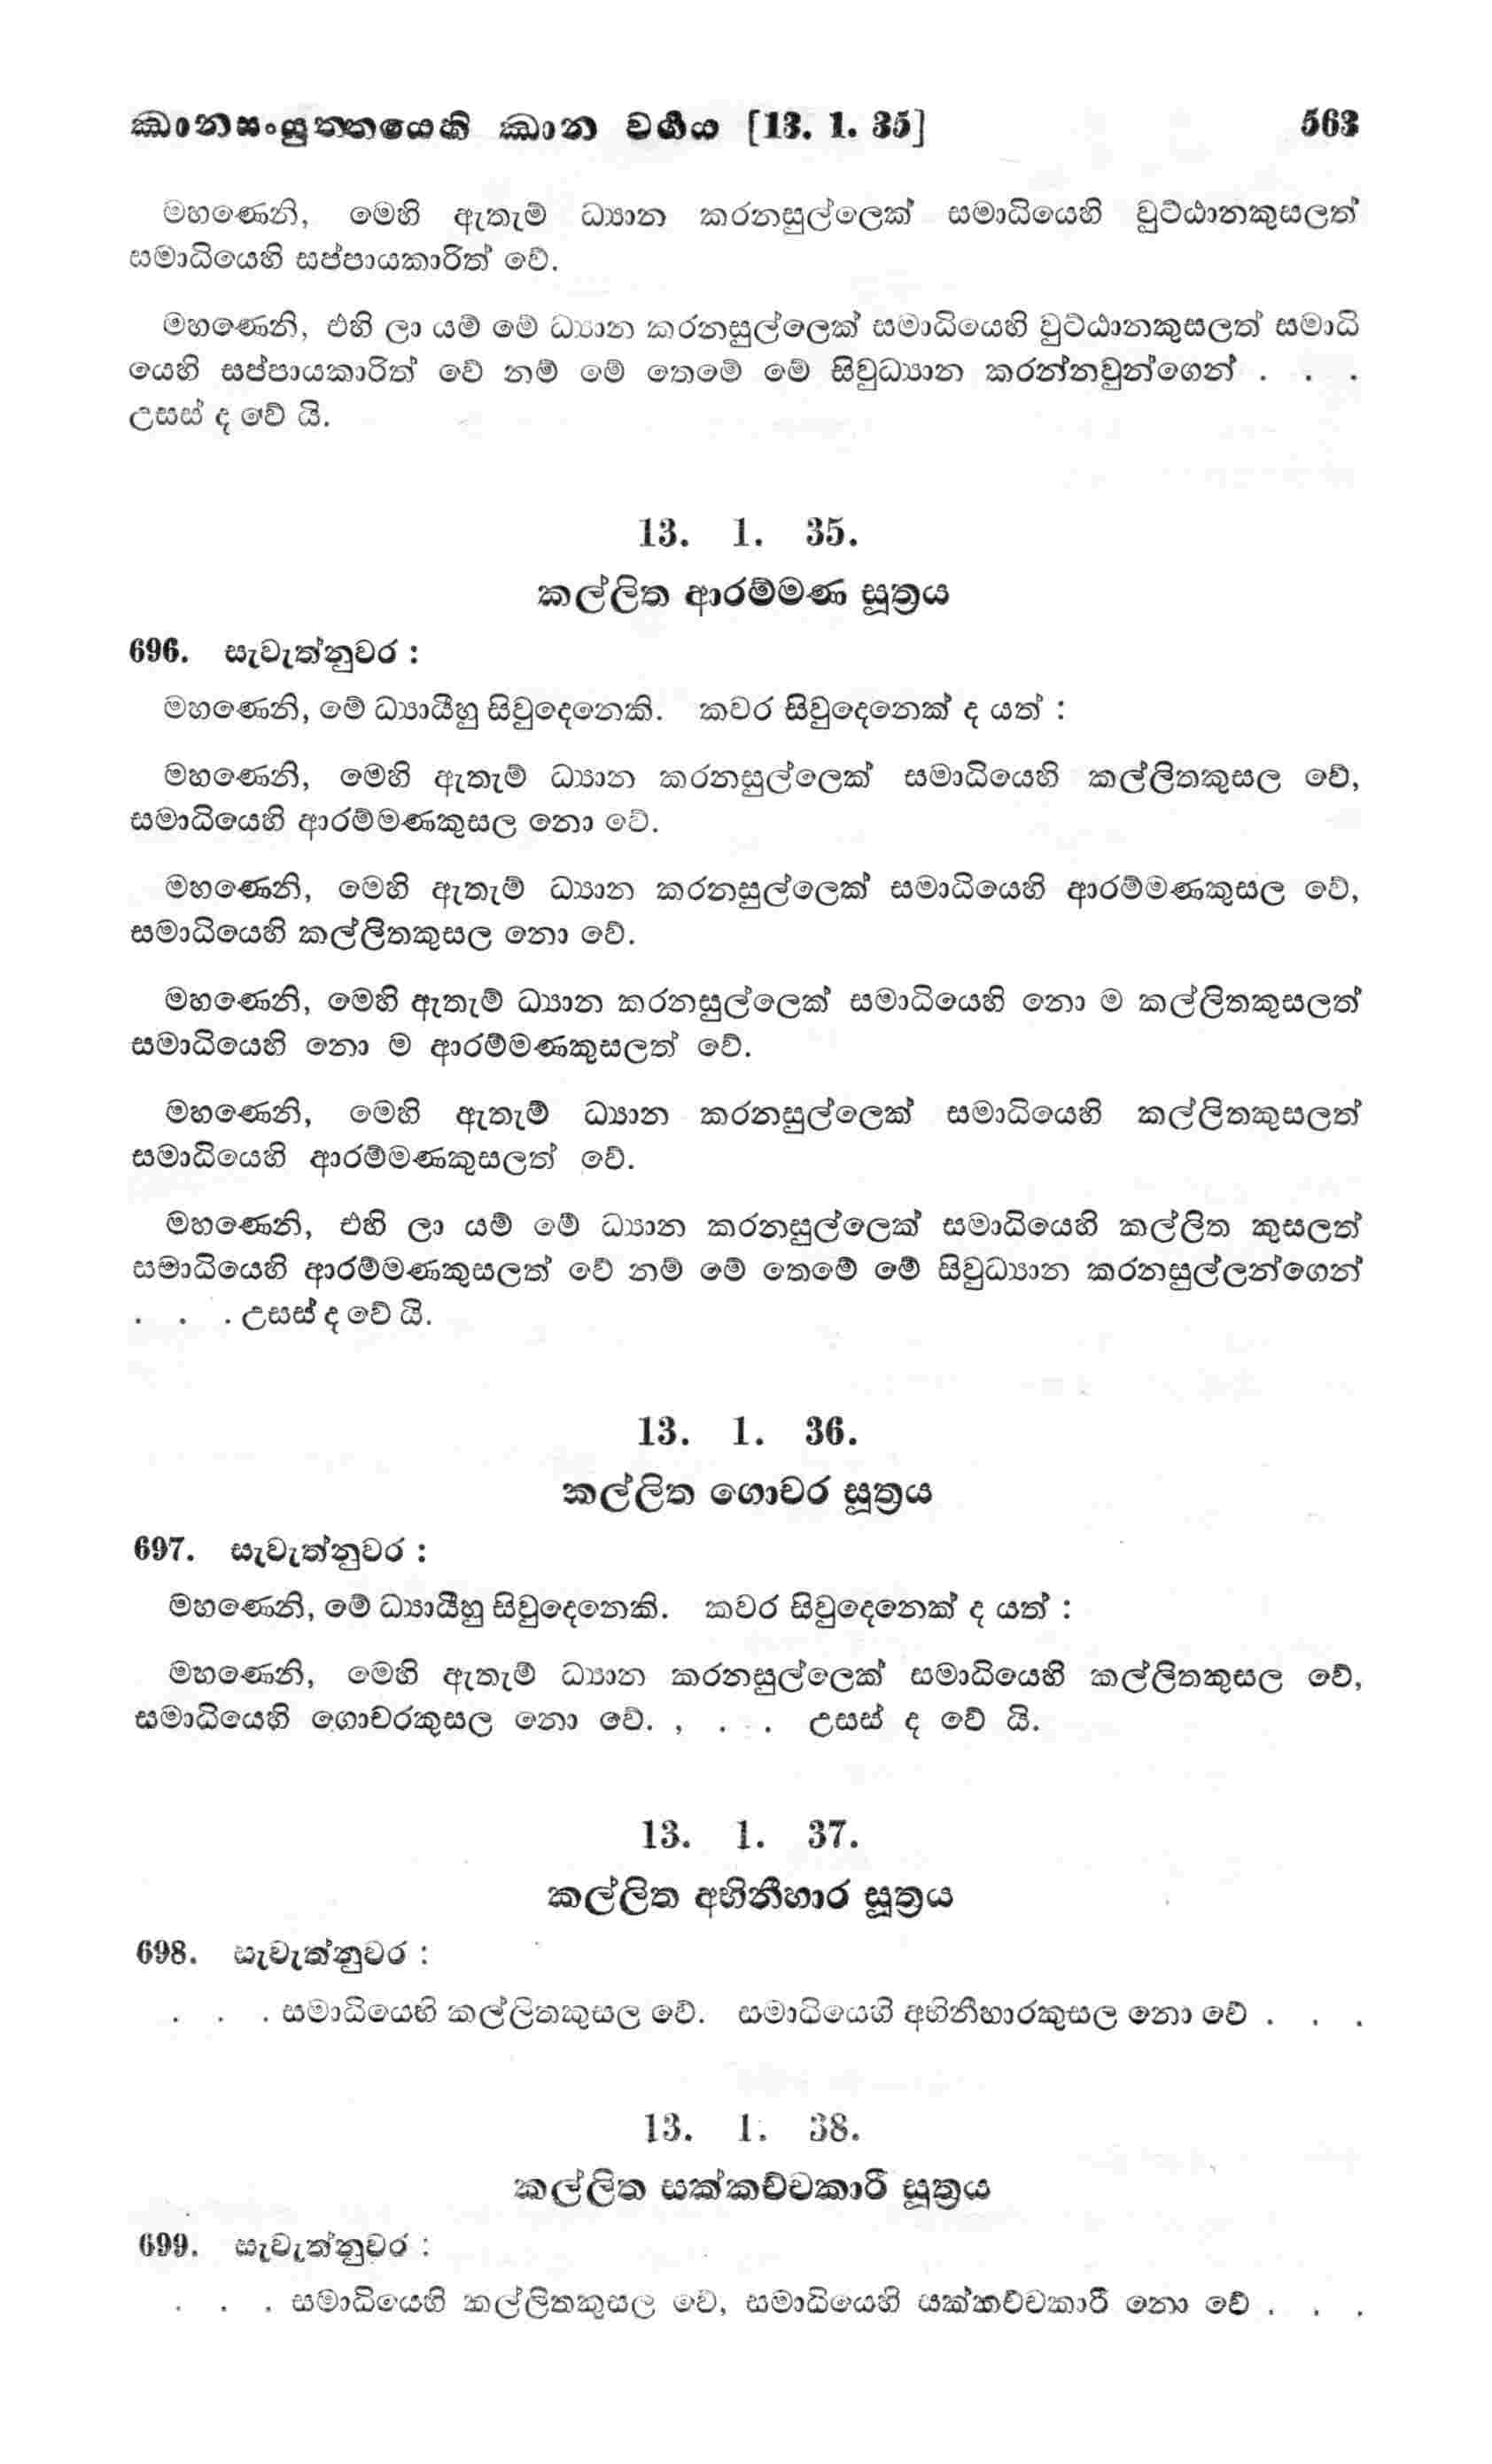 ඣානසංයුත්තයෙහි ඣාන වර්ගය [13. 1. 35] 563
මහණෙනි, මෙහි ඇතැම් ධ්‍යාන කරනසුල්ලෙක් සමාධියෙහි වුට්ඨානකුසලත්
සමාධියෙහි සප්පායකාරිත් වේ.
මහණෙනි, එහි ලා යම් මේ ධ්‍යාන කරනසුල්ලෙක් සමාධියෙහි වුට්ඨානකුසලත් සමාධි
යෙහි සප්පායකාරිත් වේ නම් මේ තෙමේ මේ සිවුධ්‍යාන කරන්නවුන්ගෙන් . . .
උසස් ද වේ යි.
13. 1. 35.
කල්ලිත ආරම්මණ සූත්‍රය
696. සැවැත්නුවර :
මහණෙනි, මේ ධ්‍යායීහු සිවුදෙනෙකි. කවර සිවුදෙනෙක් ද යත් :
මහණෙනි, මෙහි ඇතැම් ධ්‍යාන කරනසුල්ලෙක් සමාධියෙහි කල්ලිතකුසල වේ,
සමාධියෙහි ආරම්මණකුසල නො වේ.
මහණෙනි, මෙහි ඇතැම් ධ්‍යාන කරනසුල්ලෙක් සමාධියෙහි ආරම්මණකුසල වේ,
සමාධියෙහි කල්ලිතකුසල නො වේ.
මහණෙනි, මෙහි ඇතැම් ධ්‍යාන කරනසුල්ලෙක් සමාධියෙහි නො ම කල්ලිතකුසලත්
සමාධියෙහි නො ම ආරම්මණකුසලත් වේ.
මහණෙනි, මෙහි ඇතැම් ධ්‍යාන කරනසුල්ලෙක් සමාධියෙහි කල්ලිතකුසලත්
සමාධියෙහි ආරම්මණකුසලත් වේ.
මහණෙනි, එහි ලා යම් මේ ධ්‍යාන කරනසුල්ලෙක් සමාධියෙහි කල්ලිත කුසලත්
සමාධියෙහි ආරම්මණකුසලත් වේ නම් මේ තෙමේ මේ සිවුධ්‍යාන කරනසුල්ලන්ගෙන්
. . . උසස් ද වේ යි.
13. 1. 36.
කල්ලිත ගොචර සූත්‍රය
697. සැවැත්නුවර :
මහණෙනි, මේ ධ්‍යායීහු සිවුදෙනෙකි. කවර සිවුදෙනෙක් ද යත් :
මහණෙනි, මෙහි ඇතැම් ධ්‍යාන කරනසුල්ලෙක් සමාධියෙහි කල්ලිතකුසල වේ,
සමාධියෙහි ගොචරකුසල නො වේ. , . . උසස් ද වේ යි.
13. 1. 37.
කල්ලිත අභිනීහාර සූත්‍රය
698. සැවැත්නුවර :
. . . සමාධියෙහි කල්ලිතකුසල වේ. සමාධියෙහි අභිනීහාරකුසල නො වේ . . .
13. 1. 38.
කල්ලිත සක්කච්චකාරී සූත්‍රය
699. සැවැත්නුවර :
. . . සමාධියෙහි කල්ලිතකුසල වෙ, සමාධියෙහි සක්කච්චකාරී නො වේ . . .